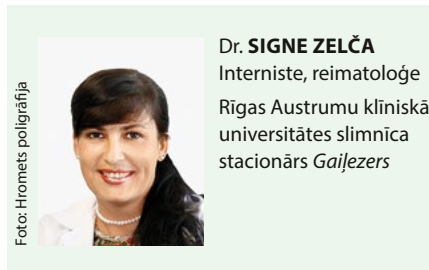 Dr. SIGNE ZELČA
Interniste, reimatoloģe
Rīgas Austrumu klīniskā
universitātes slimnīca
stacionārs Gaiļezers
Foto: Hromets poligrāfija